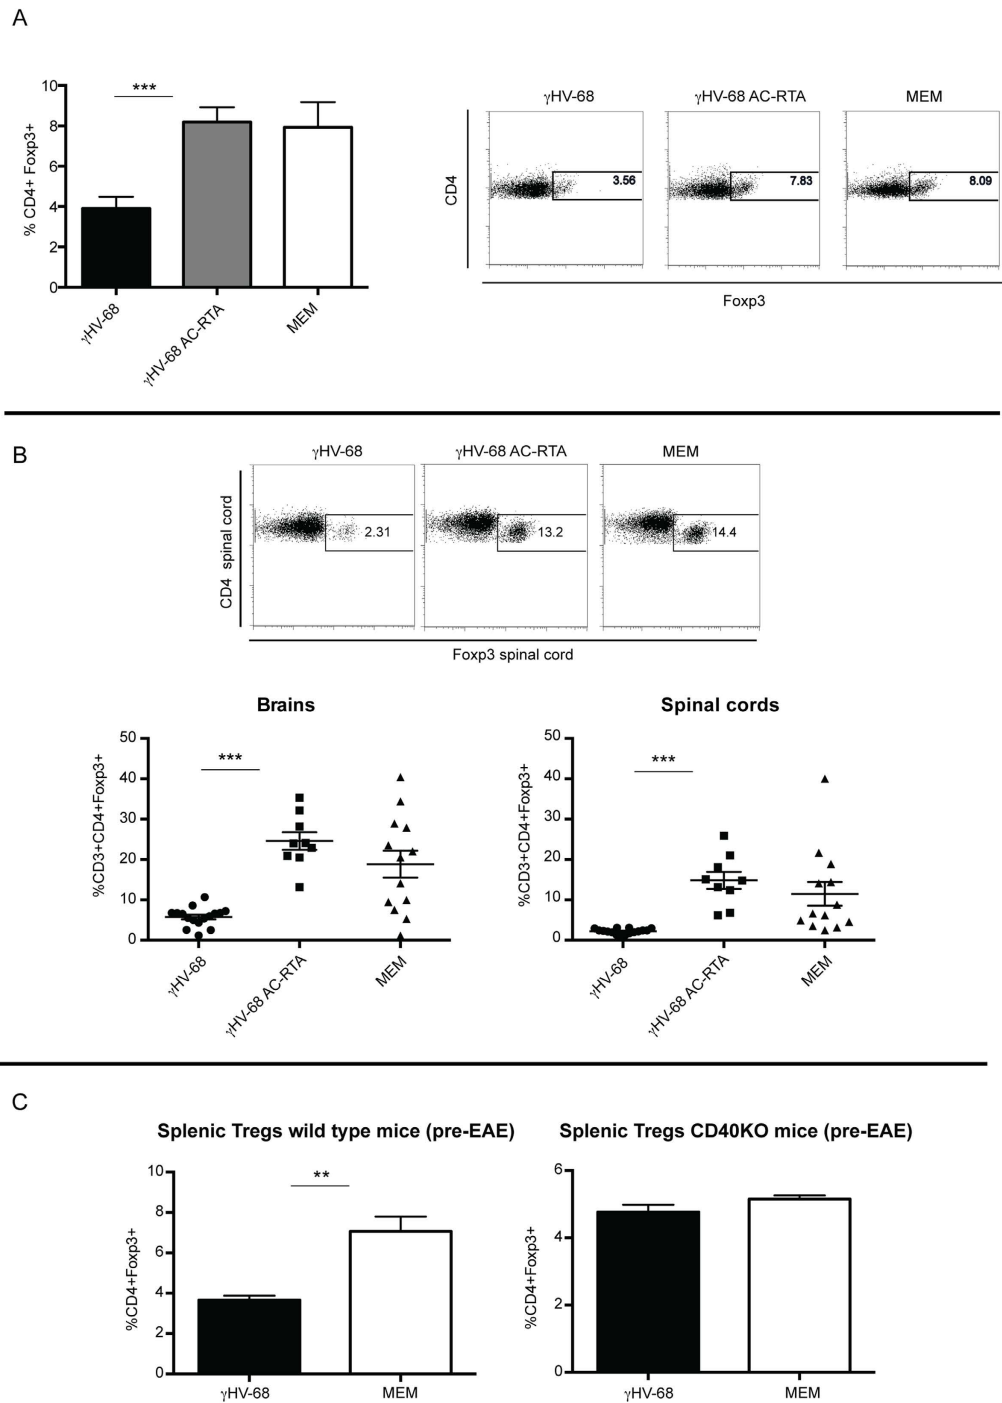 A
% CD4+ Foxp3+
10
8
6
4
2
0
***
γHV-68
γHV-68 AC-RTA
MEM
γHV-68
γHV-68 AC-RTA
MEM
CD4
3.56
7.83
8.09
Foxp3
B
γHV-68
γHV-68 AC-RTA
MEM
CD4 spinal cord
2.31
13.2
14.4
Foxp3 spinal cord
Brains
%CD3+CD4+Foxp3+
50
40
30
20
10
0
***
γHV-68
γHV-68 AC-RTA
MEM
Spinal cords
%CD3+CD4+Foxp3+
50
40
30
20
10
0
***
γHV-68
γHV-68 AC-RTA
MEM
C
Splenic Tregs wild type mice (pre-EAE)
%CD4+Foxp3+
10
8
6
4
2
0
**
γHV-68
MEM
Splenic Tregs CD40KO mice (pre-EAE)
%CD4+Foxp3+
6
4
2
0
γHV-68
MEM